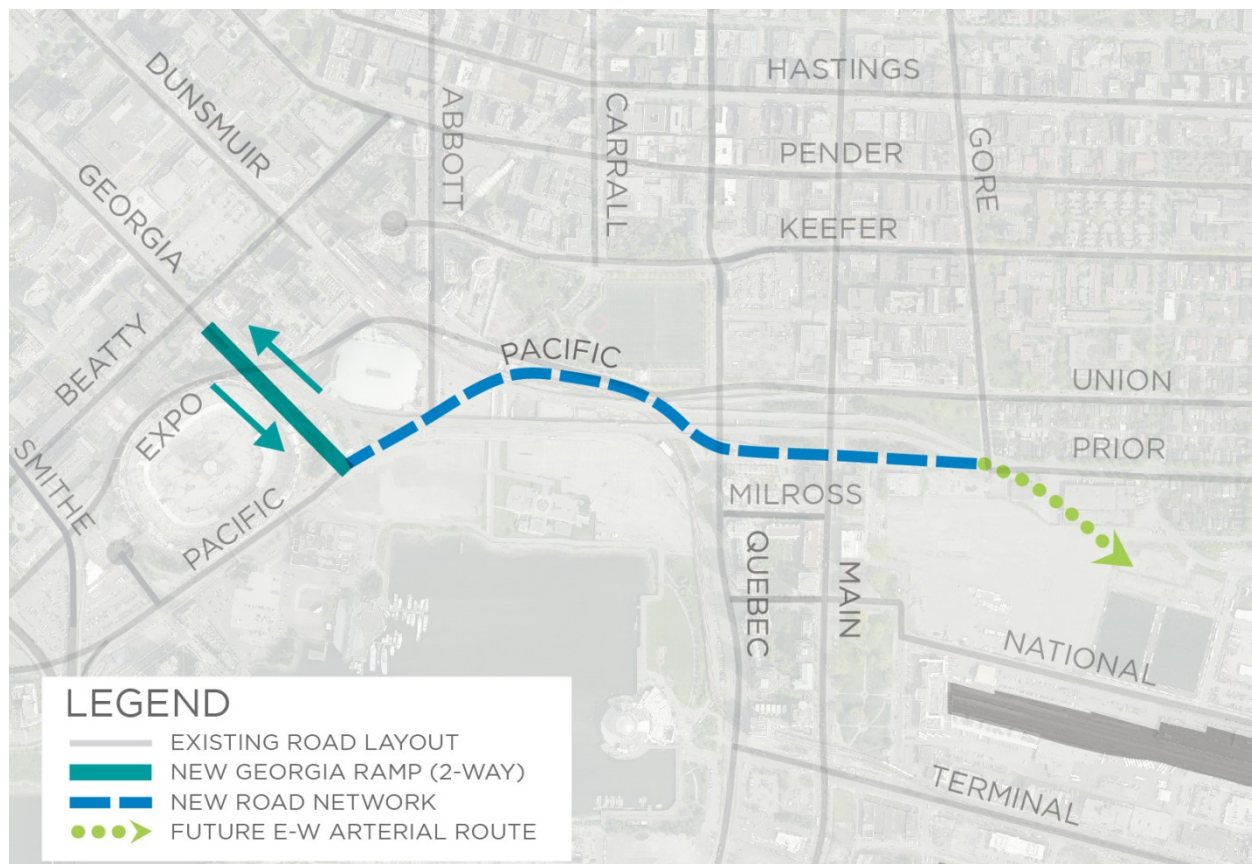 HASTINGS
DUNSMUIR
ABBOTT
CARRALL
GORE
PENDER
GEORGIA
KEEFER
BEATTY
PACIFIC
UNION
EXPO
PRIOR
SMITHE
MILROSS
PACIFIC
QUEBEC
MAIN
NATIONAL
TERMINAL
LEGEND
EXISTING ROAD LAYOUT
NEW GEORGIA RAMP (2-WAY)
NEW ROAD NETWORK
FUTURE E-W ARTERIAL ROUTE